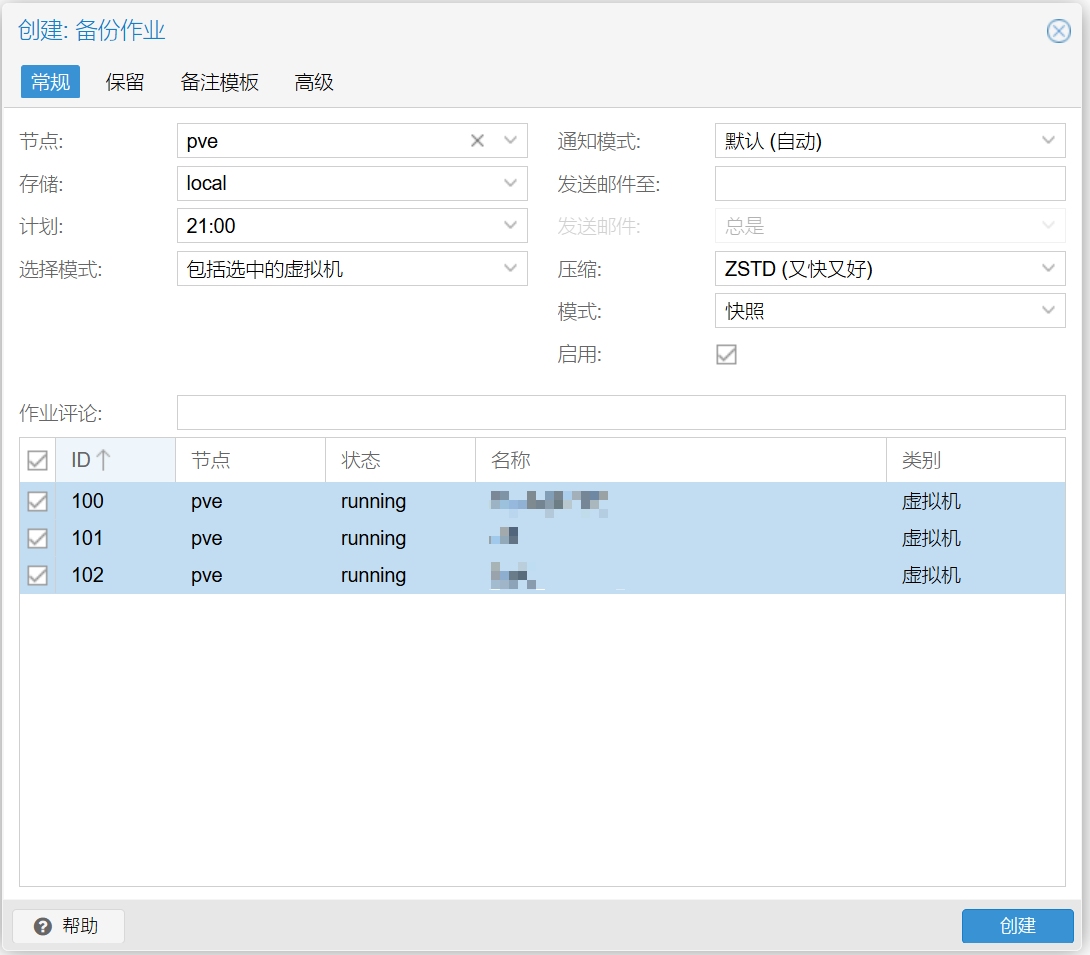 创建: 备份作业
常规 保留 备注模板 高级
节点: pve 通知模式: 默认 (自动)
存储: local 发送邮件至:
计划: 21:00 发送邮件: 总是
选择模式: 包括选中的虚拟机 压缩: ZSTD (又快又好)
模式: 快照
启用:
作业评论:
ID 节点 状态 名称 类别
100 pve running 虚拟机
101 pve running 虚拟机
102 pve running 虚拟机
帮助 创建